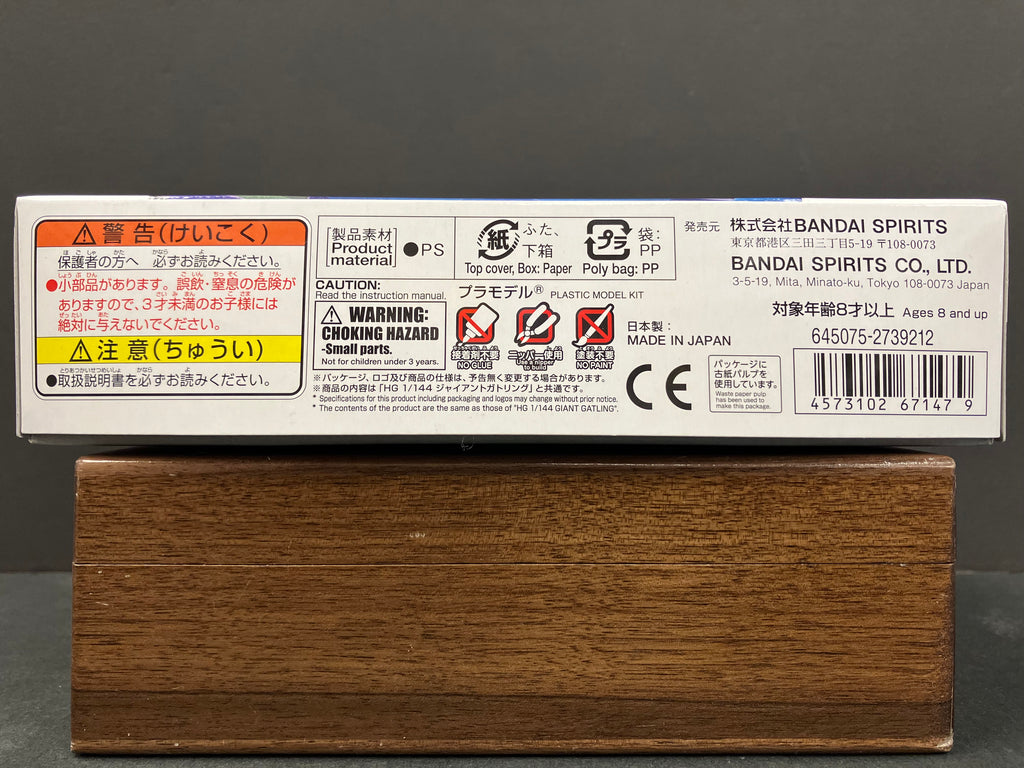 警告(けいこく)
保護者の方へ 必ずお読みください。
●小部品があります。誤飲・窒息の危険が
ありますので、3才未満のお子様には
絶対に与えないでください。
注意(ちゅうい)
●取扱説明書を必ずお読みください。
[製品素材]
Product
material
●PS
紙
ふた、
下箱
Top cover, Box: Paper
プラ
袋:
PP
Poly bag: PP
CAUTION:
Read the instruction manual.
WARNING:
CHOKING HAZARD
-Small parts.
Not for children under 3 years.
プラモデル® PLASTIC MODEL KIT
接着剤不要
NO GLUE
ニッパー使用
Use a nipper
to build
塗装不要
NO PAINT
※パッケージ、ロゴ及び商品の仕様は、予告無く変更する場合があります。
※商品の内容は「HG 1/144 ジャイアントガトリング」と共通です。
* Specifications for this product including packaging and logos may change without prior notice.
* The contents of the product are the same as those of "HG 1/144 GIANT GATLING".
日本製:
MADE IN JAPAN
CE
発売元
株式会社BANDAI SPIRITS
東京都港区三田三丁目5-19 〒108-0073
BANDAI SPIRITS CO., LTD.
3-5-19, Mita, Minato-ku, Tokyo 108-0073 Japan
対象年齢8才以上 Ages 8 and up
645075-2739212
パッケージに
古紙パルプを
使用しています。
Waste paper pulp
has been used to
make this package.
4573102 67147 9